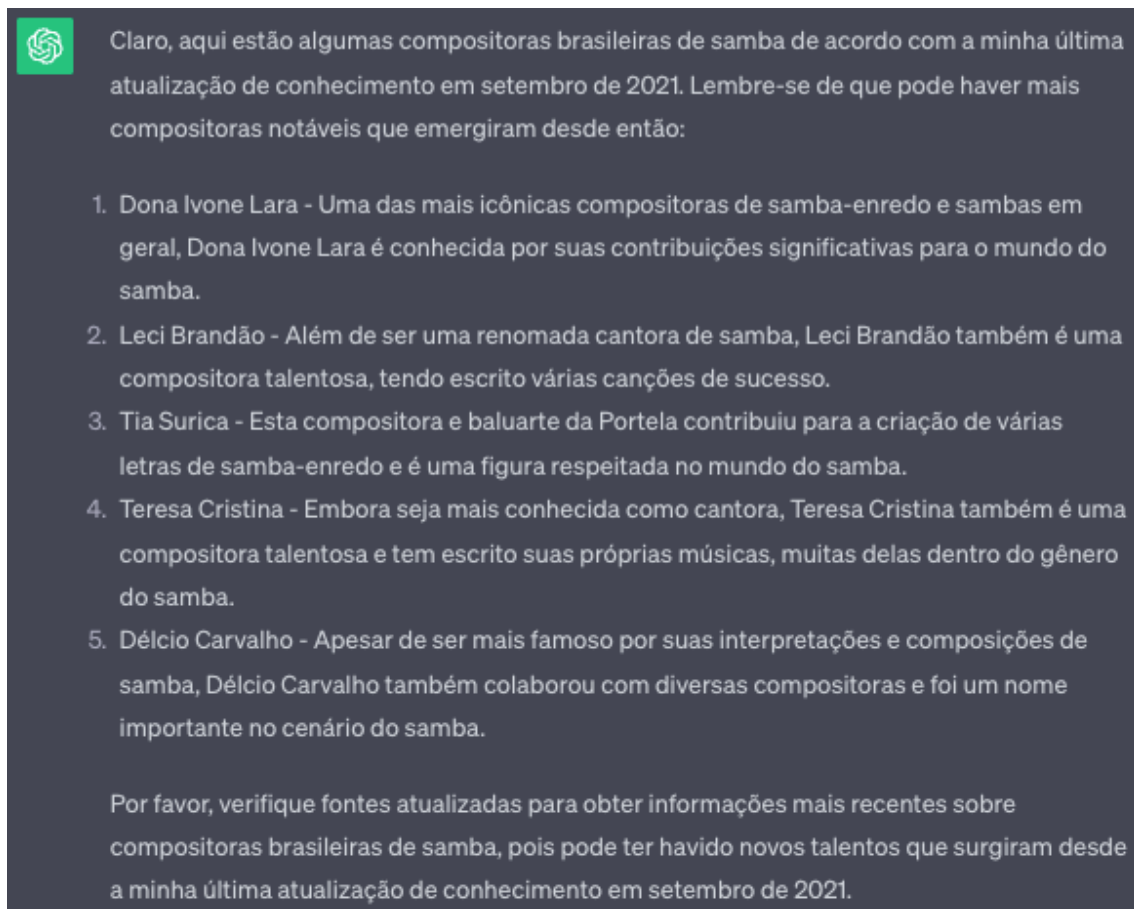 Claro, aqui estão algumas compositoras brasileiras de samba de acordo com a minha última
atualização de conhecimento em setembro de 2021. Lembre-se de que pode haver mais
compositoras notáveis que emergiram desde então:
1. Dona Ivone Lara - Uma das mais icônicas compositoras de samba-enredo e sambas em
geral, Dona Ivone Lara é conhecida por suas contribuições significativas para o mundo do
samba.
2. Leci Brandão - Além de ser uma renomada cantora de samba, Leci Brandão também é uma
compositora talentosa, tendo escrito várias canções de sucesso.
3. Tia Surica - Esta compositora e baluarte da Portela contribuiu para a criação de várias
letras de samba-enredo e é uma figura respeitada no mundo do samba.
4. Teresa Cristina - Embora seja mais conhecida como cantora, Teresa Cristina também é uma
compositora talentosa e tem escrito suas próprias músicas, muitas delas dentro do gênero
do samba.
5. Délcio Carvalho - Apesar de ser mais famoso por suas interpretações e composições de
samba, Délcio Carvalho também colaborou com diversas compositoras e foi um nome
importante no cenário do samba.
Por favor, verifique fontes atualizadas para obter informações mais recentes sobre
compositoras brasileiras de samba, pois pode ter havido novos talentos que surgiram desde
a minha última atualização de conhecimento em setembro de 2021.